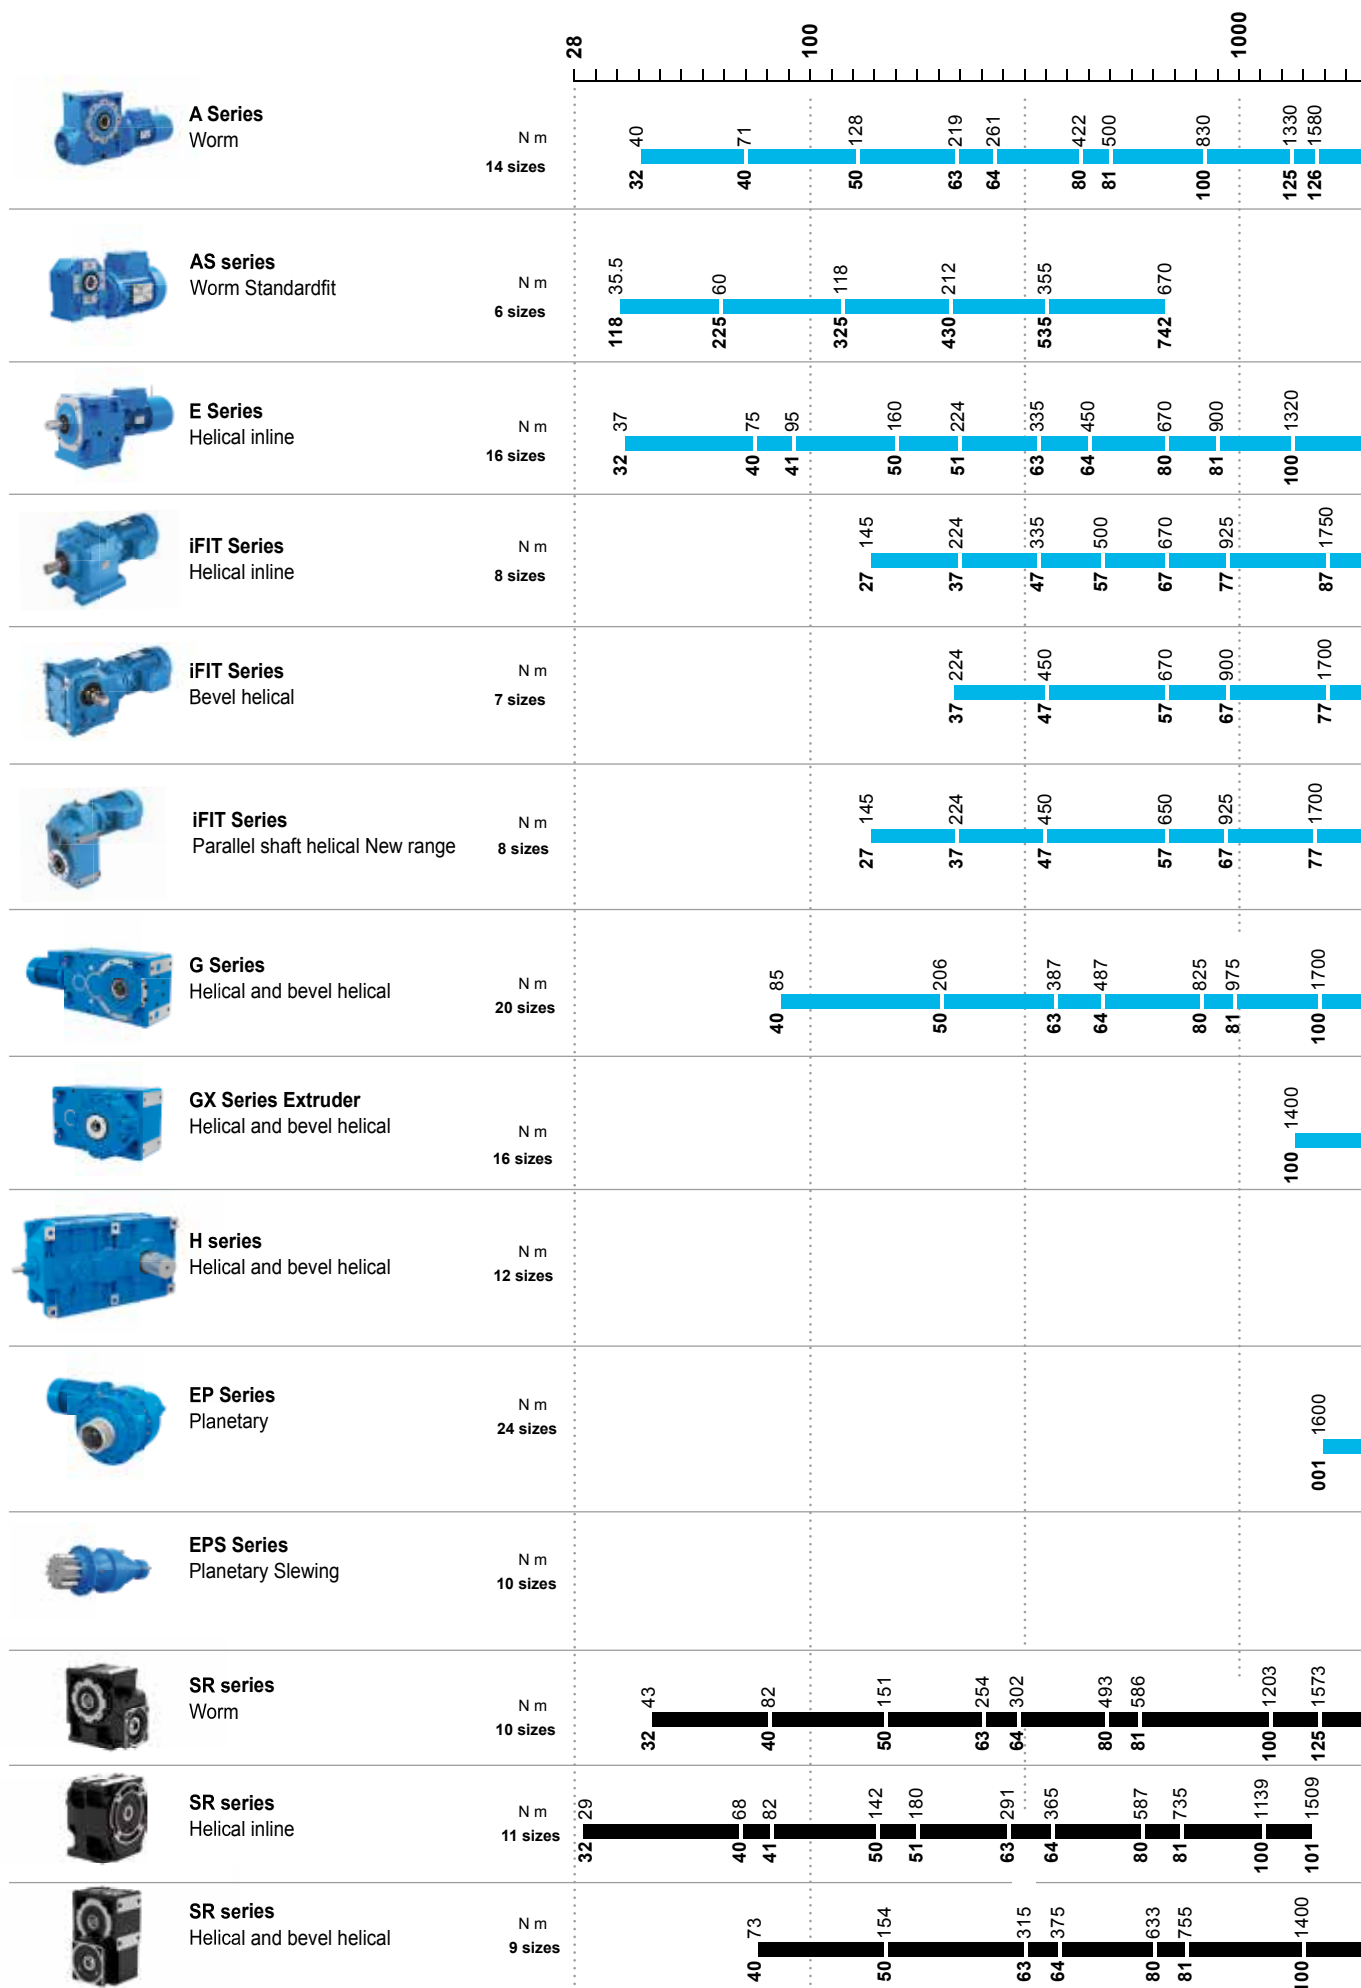 28 100 1000
A Series
Worm
N m
14 sizes
40 71 128 219 261 422 500 830 1330 1580
32 40 50 63 64 80 81 100 125 126
AS series
Worm Standardfit
N m
6 sizes
35.5 60 118 212 355 670
118 225 325 430 535 742
E Series
Helical inline
N m
16 sizes
37 75 95 160 224 335 450 670 900 1320
32 40 41 50 51 63 64 80 81 100
iFIT Series
Helical inline
N m
8 sizes
145 224 335 500 670 925 1750
27 37 47 57 67 77 87
iFIT Series
Bevel helical
N m
7 sizes
224 450 670 900 1700
37 47 57 67 77
iFIT Series
Parallel shaft helical New range
N m
8 sizes
145 224 450 650 925 1700
27 37 47 57 67 77
G Series
Helical and bevel helical
N m
20 sizes
85 206 387 487 825 975 1700
40 50 63 64 80 81 100
GX Series Extruder
Helical and bevel helical
N m
16 sizes
1400
100
H series
Helical and bevel helical
N m
12 sizes
EP Series
Planetary
N m
24 sizes
1600
001
EPS Series
Planetary Slewing
N m
10 sizes
SR series
Worm
N m
10 sizes
43 82 151 254 302 493 586 1203 1573
32 40 50 63 64 80 81 100 125
SR series
Helical inline
N m
11 sizes
29 68 82 142 180 291 365 587 735 1139 1509
32 40 41 50 51 63 64 80 81 100 101
SR series
Helical and bevel helical
N m
9 sizes
73 154 315 375 633 755 1400
40 50 63 64 80 81 100